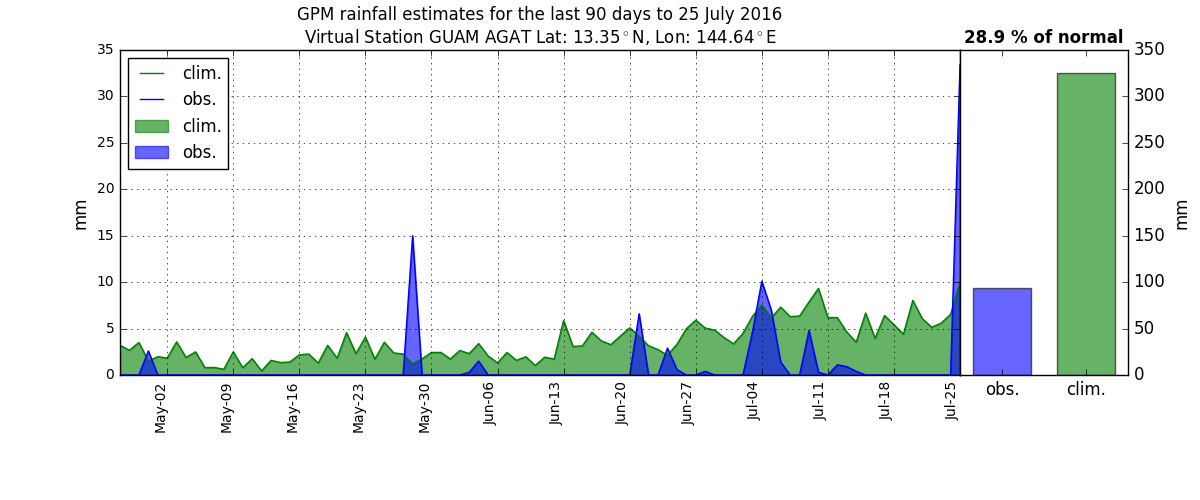 GPM rainfall estimates for the last 90 days to 25 July 2016
Virtual Station GUAM AGAT Lat: 13.35°N, Lon: 144.64°E
28.9 % of normal
clim.
obs.
clim.
obs.
35
30
25
20
15
10
5
0
mm
May-02
May-09
May-16
May-23
May-30
Jun-06
Jun-13
Jun-20
Jun-27
Jul-04
Jul-11
Jul-18
Jul-25
obs.
clim.
350
300
250
200
150
100
50
0
mm